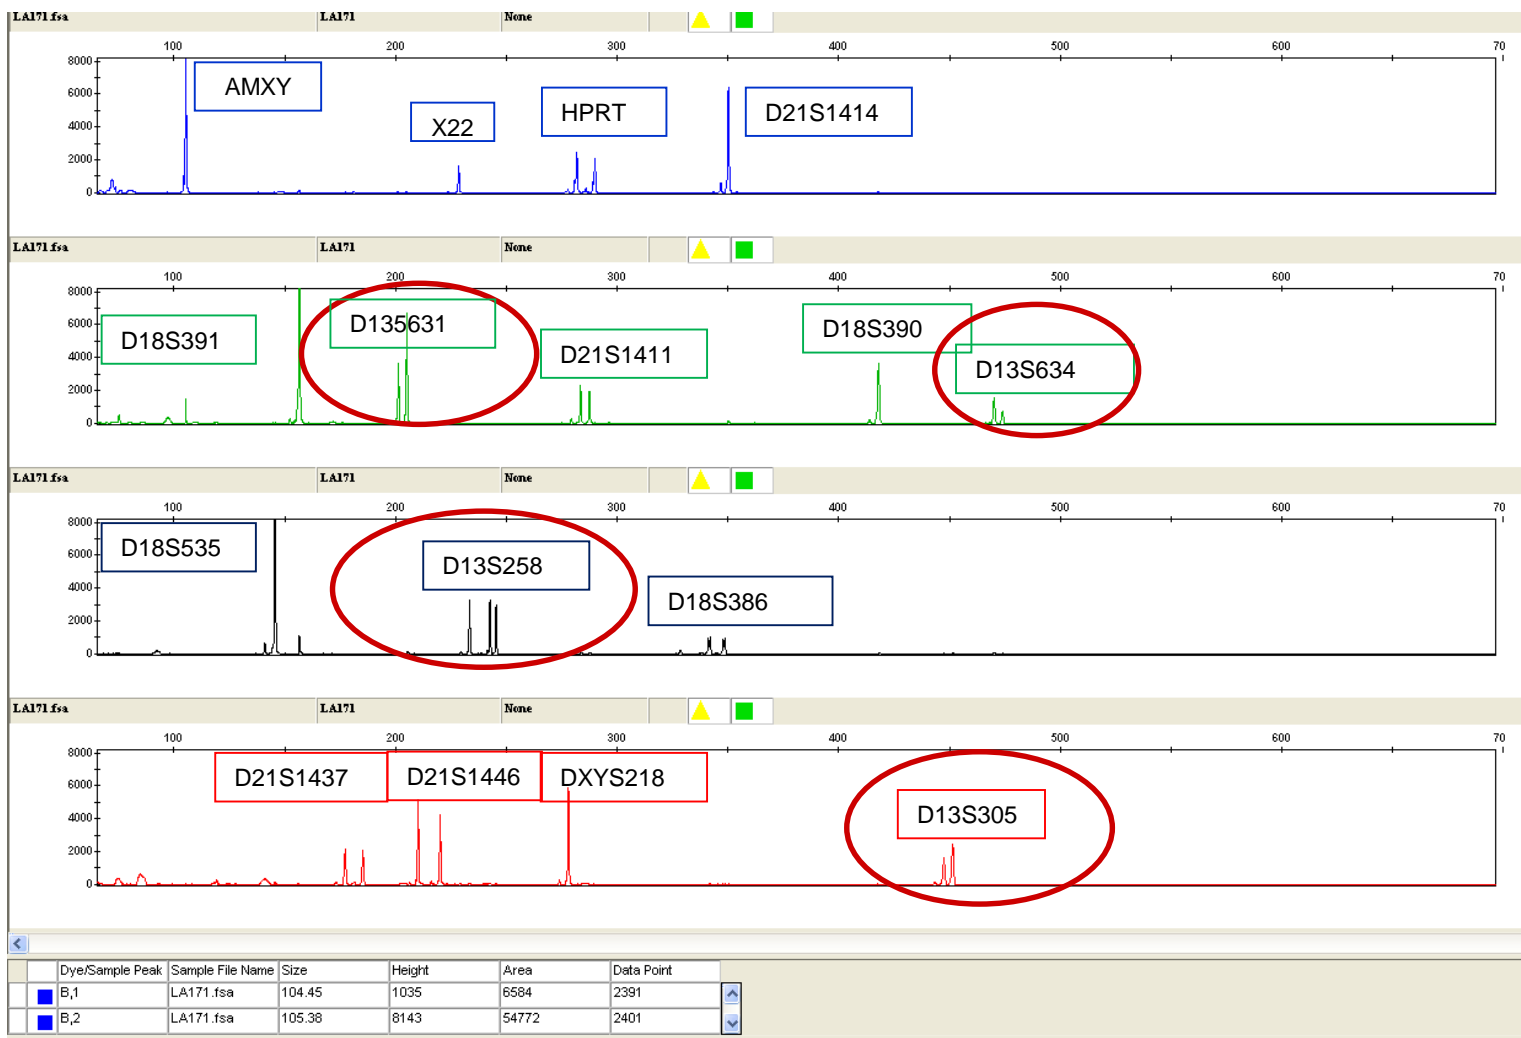 LA171.fsa LA171 None
100 200 300 400 500 600 70
8000
6000
4000
2000
0
AMXY
X22
HPRT
D21S1414
LA171.fsa LA171 None
100 200 300 400 500 600 70
8000
6000
4000
2000
0
D18S391
D135631
D21S1411
D18S390
D13S634
LA171.fsa LA171 None
100 200 300 400 500 600 70
8000
6000
4000
2000
0
D18S535
D13S258
D18S386
LA171.fsa LA171 None
100 200 300 400 500 600 70
8000
6000
4000
2000
0
D21S1437
D21S1446
DXYS218
D13S305
Dye/Sample Peak Sample File Name Size Height Area Data Point
B,1 LA171.fsa 104.45 1035 6584 2391
B,2 LA171.fsa 105.38 8143 54772 2401